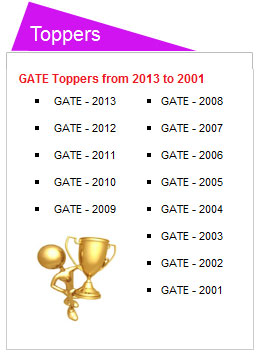 Toppers
GATE Toppers from 2013 to 2001
GATE - 2013
GATE - 2012
GATE - 2011
GATE - 2010
GATE - 2009
GATE - 2008
GATE - 2007
GATE - 2006
GATE - 2005
GATE - 2004
GATE - 2003
GATE - 2002
GATE - 2001